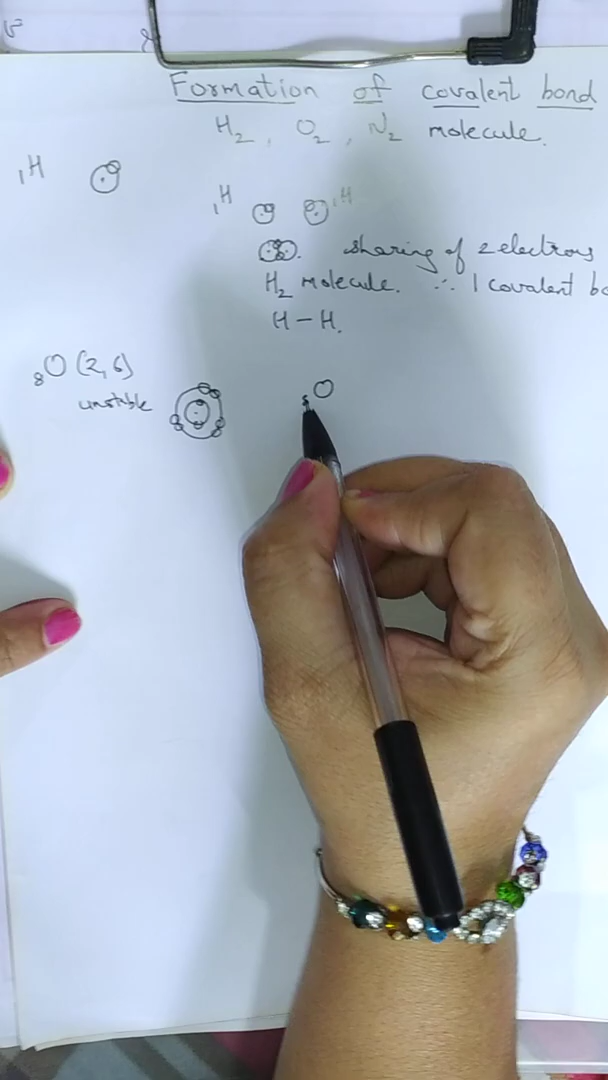 Formation of covalent bond
H₂, O₂, N₂ molecule.
₁H
₁H ₁H
sharing of 2 electrons
H₂ molecule. ∴ 1 covalent bo
H – H.
₈O (2,6)
unstable
O